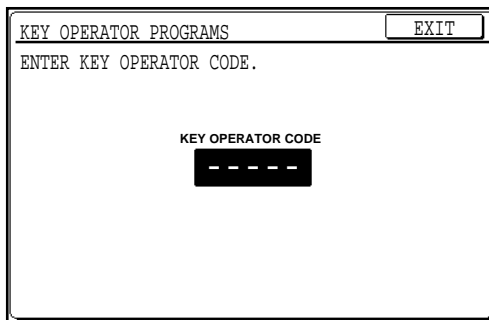 KEY OPERATOR PROGRAMS EXIT
ENTER KEY OPERATOR CODE.
KEY OPERATOR CODE
– – – – –